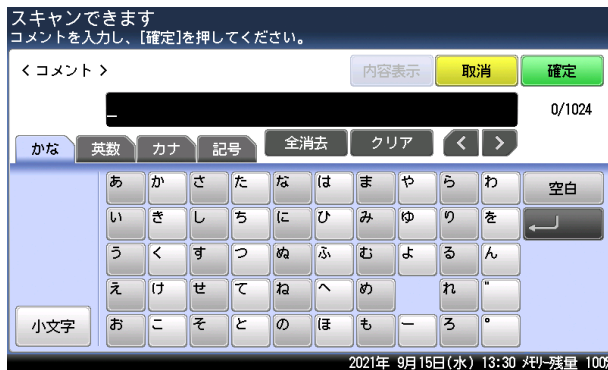 スキャンできます
コメントを入力し、[確定]を押してください。
<コメント>
内容表示 取消 確定
_
0/1024
かな 英数 カナ 記号 全消去 クリア < >
あ か さ た な は ま や ら わ 空白
い き し ち に ひ み ゆ り を
う く す つ ぬ ふ む よ る ん
え け せ て ね へ め れ ゛
小文字 お こ そ と の ほ も ー ろ ゜
2021年 9月15日(水) 13:30 メモリー残量 100%